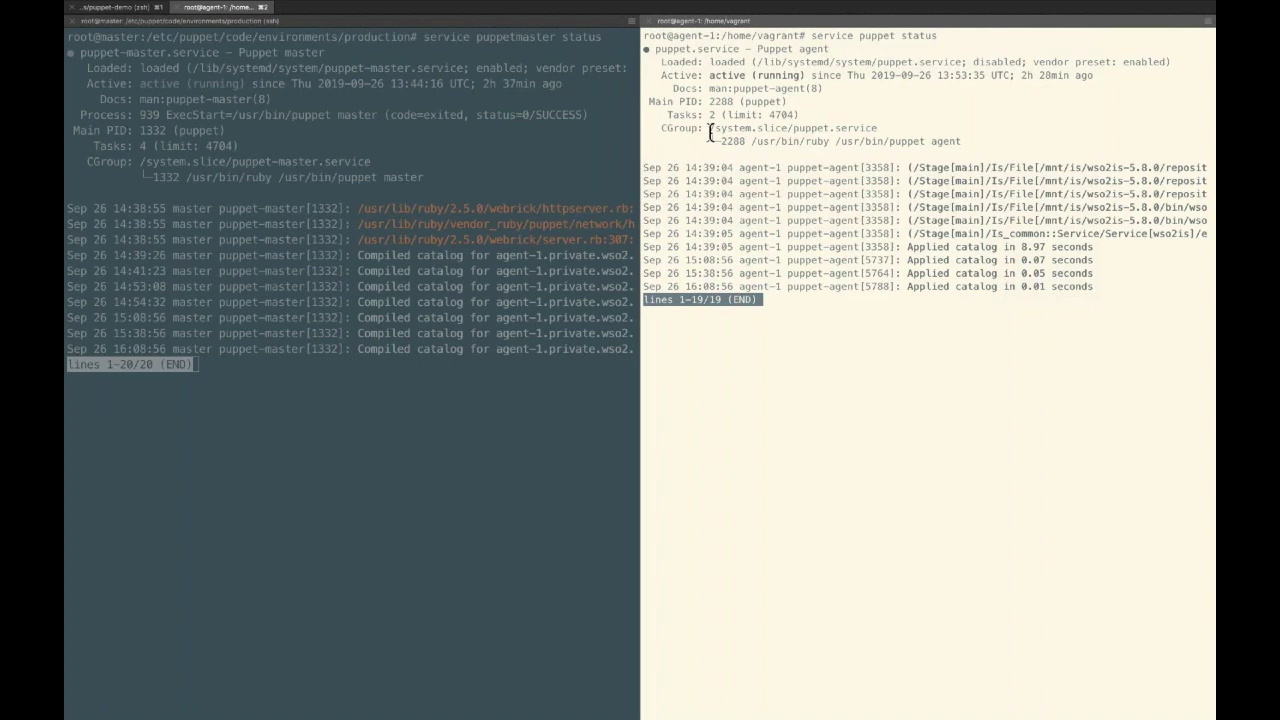 ..s/puppet-demo (zsh) ⌘1
root@agent-1: /home... ⌘2
root@master: /etc/puppet/code/environments/production (ssh)
root@master:/etc/puppet/code/environments/production# service puppetmaster status
● puppet-master.service - Puppet master
Loaded: loaded (/lib/systemd/system/puppet-master.service; enabled; vendor preset:
Active: active (running) since Thu 2019-09-26 13:44:16 UTC; 2h 37min ago
Docs: man:puppet-master(8)
Process: 939 ExecStart=/usr/bin/puppet master (code=exited, status=0/SUCCESS)
Main PID: 1332 (puppet)
Tasks: 4 (limit: 4704)
CGroup: /system.slice/puppet-master.service
└─1332 /usr/bin/ruby /usr/bin/puppet master
Sep 26 14:38:55 master puppet-master[1332]: /usr/lib/ruby/2.5.0/webrick/httpserver.rb:
Sep 26 14:38:55 master puppet-master[1332]: /usr/lib/ruby/vendor_ruby/puppet/network/h
Sep 26 14:38:55 master puppet-master[1332]: /usr/lib/ruby/2.5.0/webrick/server.rb:307:
Sep 26 14:39:26 master puppet-master[1332]: Compiled catalog for agent-1.private.wso2.
Sep 26 14:41:23 master puppet-master[1332]: Compiled catalog for agent-1.private.wso2.
Sep 26 14:53:08 master puppet-master[1332]: Compiled catalog for agent-1.private.wso2.
Sep 26 14:54:32 master puppet-master[1332]: Compiled catalog for agent-1.private.wso2.
Sep 26 15:08:56 master puppet-master[1332]: Compiled catalog for agent-1.private.wso2.
Sep 26 15:38:56 master puppet-master[1332]: Compiled catalog for agent-1.private.wso2.
Sep 26 16:08:56 master puppet-master[1332]: Compiled catalog for agent-1.private.wso2.
lines 1-20/20 (END)
root@agent-1: /home/vagrant
root@agent-1:/home/vagrant# service puppet status
● puppet.service - Puppet agent
Loaded: loaded (/lib/systemd/system/puppet.service; disabled; vendor preset: enabled)
Active: active (running) since Thu 2019-09-26 13:53:35 UTC; 2h 28min ago
Docs: man:puppet-agent(8)
Main PID: 2288 (puppet)
Tasks: 2 (limit: 4704)
CGroup: /system.slice/puppet.service
└─2288 /usr/bin/ruby /usr/bin/puppet agent
Sep 26 14:39:04 agent-1 puppet-agent[3358]: (/Stage[main]/Is/File[/mnt/is/wso2is-5.8.0/reposit
Sep 26 14:39:04 agent-1 puppet-agent[3358]: (/Stage[main]/Is/File[/mnt/is/wso2is-5.8.0/reposit
Sep 26 14:39:04 agent-1 puppet-agent[3358]: (/Stage[main]/Is/File[/mnt/is/wso2is-5.8.0/reposit
Sep 26 14:39:04 agent-1 puppet-agent[3358]: (/Stage[main]/Is/File[/mnt/is/wso2is-5.8.0/bin/wso
Sep 26 14:39:04 agent-1 puppet-agent[3358]: (/Stage[main]/Is/File[/mnt/is/wso2is-5.8.0/bin/wso
Sep 26 14:39:05 agent-1 puppet-agent[3358]: (/Stage[main]/Is_common::Service/Service[wso2is]/e
Sep 26 14:39:05 agent-1 puppet-agent[3358]: Applied catalog in 8.97 seconds
Sep 26 15:08:56 agent-1 puppet-agent[5737]: Applied catalog in 0.07 seconds
Sep 26 15:38:56 agent-1 puppet-agent[5764]: Applied catalog in 0.05 seconds
Sep 26 16:08:56 agent-1 puppet-agent[5788]: Applied catalog in 0.01 seconds
lines 1-19/19 (END)